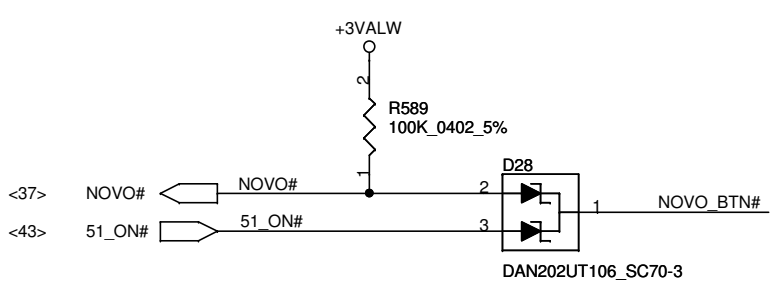 +3VALW
2
R589
100K_0402_5%
1
D28
<37> NOVO# NOVO# 2
1 NOVO_BTN#
<43> 51_ON# 51_ON# 3
DAN202UT106_SC70-3